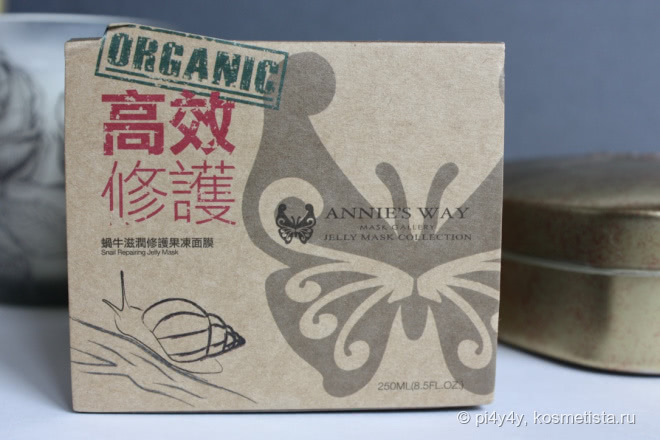 ORGANIC
高效
修護
蝸牛滋潤修護果凍面膜
Snail Repairing Jelly Mask
ANNIE'S WAY
MASK GALLERY
JELLY MASK COLLECTION
250ML(8.5FL.OZ.)
© pi4y4y, kosmetista.ru